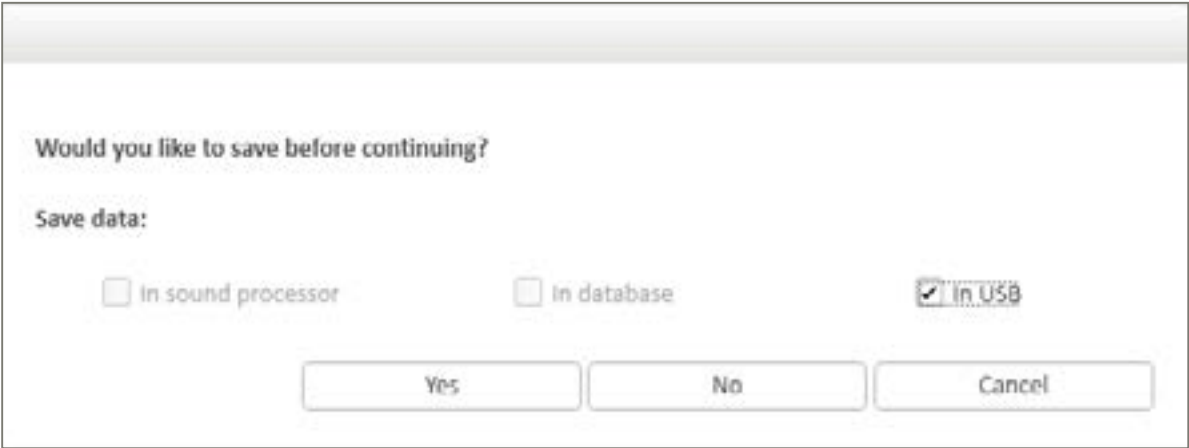 Would you like to save before continuing?
Save data:
In sound processor In database In USB
Yes No Cancel